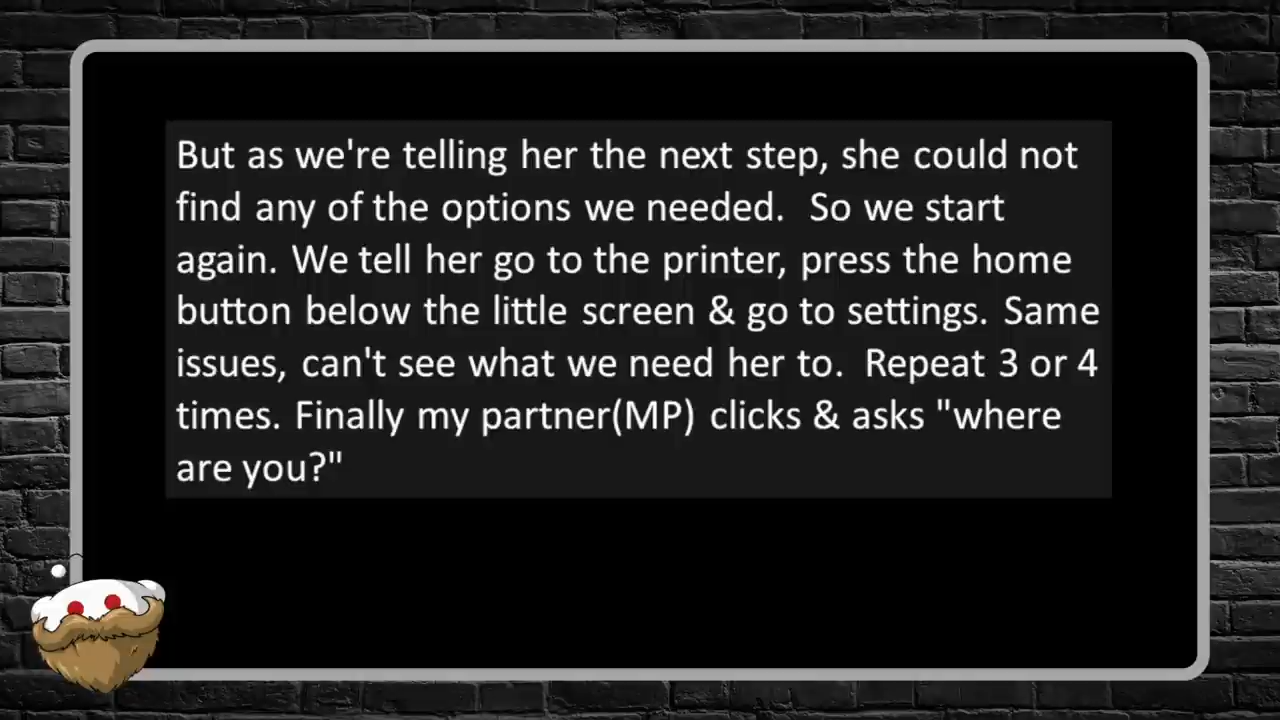 But as we're telling her the next step, she could not
find any of the options we needed.  So we start
again. We tell her go to the printer, press the home
button below the little screen & go to settings. Same
issues, can't see what we need her to.  Repeat 3 or 4
times. Finally my partner(MP) clicks & asks "where
are you?"